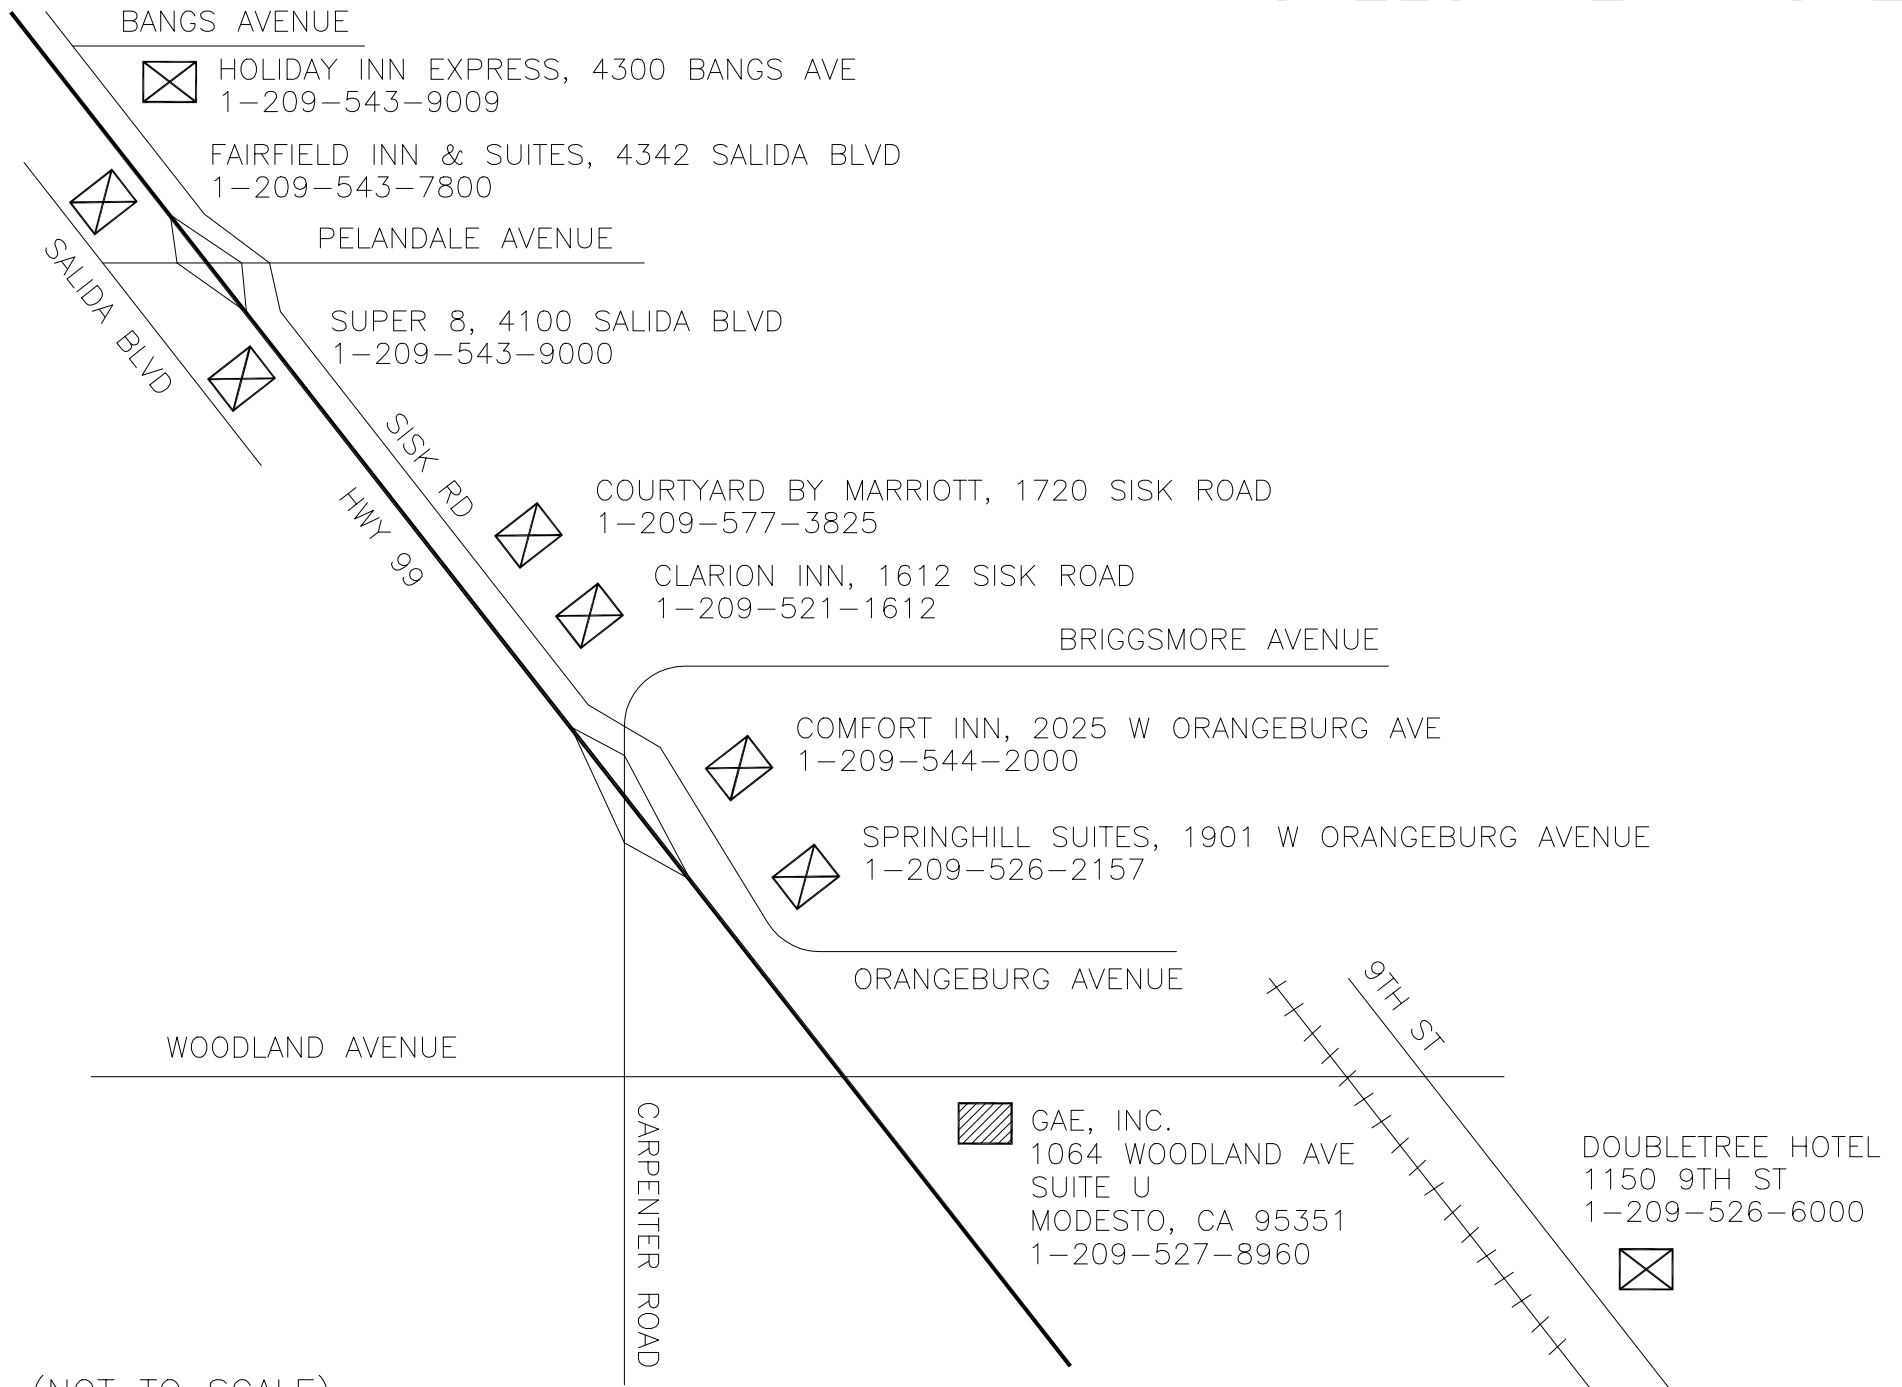 BANGS AVENUE
HOLIDAY INN EXPRESS, 4300 BANGS AVE
1-209-543-9009
FAIRFIELD INN & SUITES, 4342 SALIDA BLVD
1-209-543-7800
PELANDALE AVENUE
SALIDA BLVD
SUPER 8, 4100 SALIDA BLVD
1-209-543-9000
SISK RD
HWY 99
COURTYARD BY MARRIOTT, 1720 SISK ROAD
1-209-577-3825
CLARION INN, 1612 SISK ROAD
1-209-521-1612
BRIGGSMORE AVENUE
COMFORT INN, 2025 W ORANGEBURG AVE
1-209-544-2000
SPRINGHILL SUITES, 1901 W ORANGEBURG AVENUE
1-209-526-2157
ORANGEBURG AVENUE
9TH ST
WOODLAND AVENUE
CARPENTER ROAD
GAE, INC.
1064 WOODLAND AVE
SUITE U
MODESTO, CA 95351
1-209-527-8960
DOUBLETREE HOTEL
1150 9TH ST
1-209-526-6000
(NOT TO SCALE)